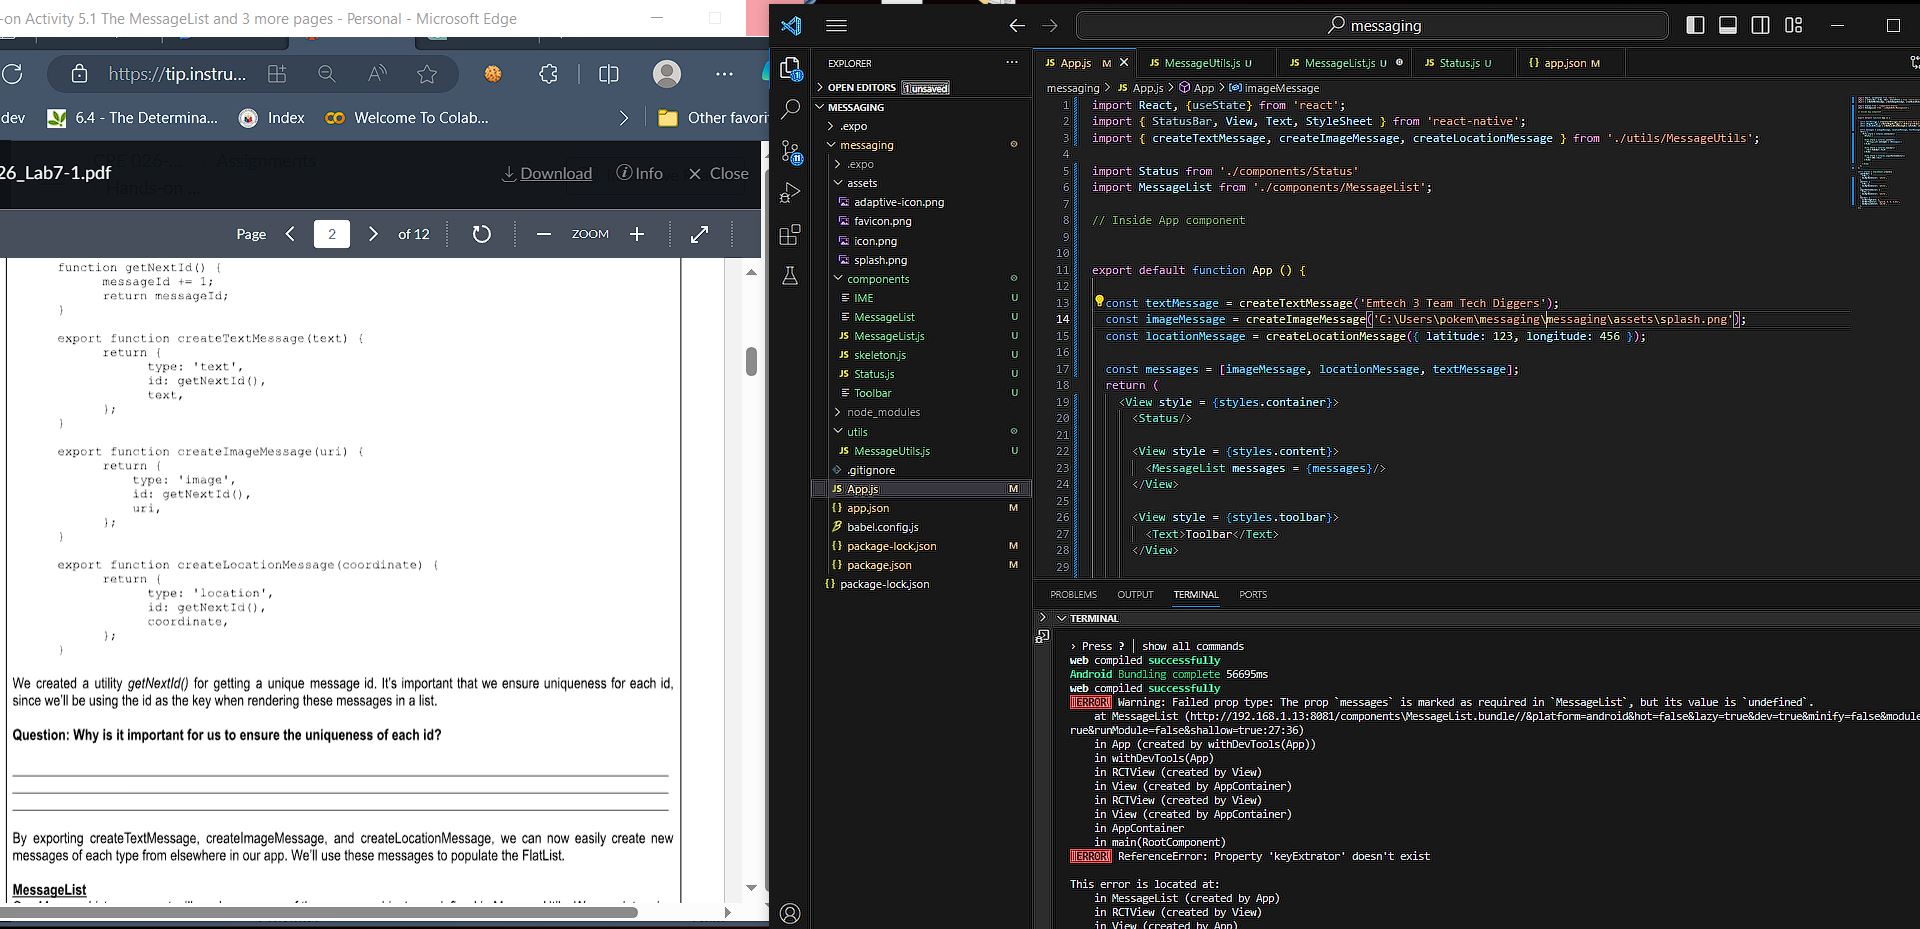 -on Activity 5.1 The MessageList and 3 more pages - Personal - Microsoft Edge
https://tip.instru...
dev
6.4 - The Determina...
Index
Welcome To Colab...
Other favori
CPE 026-... Assignments
Hands-on ...
26_Lab7-1.pdf
Download
Info
Close
Page 2 of 12
ZOOM
function getNextId() {
messageId += 1;
return messageId;
}
export function createTextMessage(text) {
return {
type: 'text',
id: getNextId(),
text,
};
}
export function createImageMessage(uri) {
return {
type: 'image',
id: getNextId(),
uri,
};
}
export function createLocationMessage(coordinate) {
return {
type: 'location',
id: getNextId(),
coordinate,
};
}
We created a utility getNextId() for getting a unique message id. It's important that we ensure uniqueness for each id,
since we'll be using the id as the key when rendering these messages in a list.
Question: Why is it important for us to ensure the uniqueness of each id?
By exporting createTextMessage, createImageMessage, and createLocationMessage, we can now easily create new
messages of each type from elsewhere in our app. We'll use these messages to populate the FlatList.
MessageList
messaging
EXPLORER
OPEN EDITORS 1 unsaved
MESSAGING
.expo
messaging
.expo
assets
adaptive-icon.png
favicon.png
icon.png
splash.png
components
IME U
MessageList U
MessageList.js U
skeleton.js U
Status.js U
Toolbar U
node_modules
utils
MessageUtils.js U
.gitignore
App.js M
app.json M
babel.config.js
package-lock.json M
package.json M
package-lock.json
JS App.js M
JS MessageUtils.js U
JS MessageList.js U
JS Status.js U
{} app.json M
messaging > JS App.js > App > imageMessage
1 import React, {useState} from 'react';
2 import { StatusBar, View, Text, StyleSheet } from 'react-native';
3 import { createTextMessage, createImageMessage, createLocationMessage } from './utils/MessageUtils';
4
5 import Status from './components/Status'
6 import MessageList from './components/MessageList';
7
8 // Inside App component
9
10
11 export default function App () {
12
13 const textMessage = createTextMessage('Emtech 3 Team Tech Diggers');
14 const imageMessage = createImageMessage('C:\Users\pokem\messaging\messaging\assets\splash.png');
15 const locationMessage = createLocationMessage({ latitude: 123, longitude: 456 });
16
17 const messages = [imageMessage, locationMessage, textMessage];
18 return (
19 <View style = {styles.container}>
20 <Status/>
21
22 <View style = {styles.content}>
23 <MessageList messages = {messages}/>
24 </View>
25
26 <View style = {styles.toolbar}>
27 <Text>Toolbar</Text>
28 </View>
29
PROBLEMS OUTPUT TERMINAL PORTS
TERMINAL
› Press ? │ show all commands
web compiled successfully
Android Bundling complete 56695ms
web compiled successfully
ERROR Warning: Failed prop type: The prop `messages` is marked as required in `MessageList`, but its value is `undefined`.
at MessageList (http://192.168.1.13:8081/components\MessageList.bundle//&platform=android&hot=false&lazy=true&dev=true&minify=false&module
rue&runModule=false&shallow=true:27:36)
in App (created by withDevTools(App))
in withDevTools(App)
in RCTView (created by View)
in View (created by AppContainer)
in RCTView (created by View)
in View (created by AppContainer)
in AppContainer
in main(RootComponent)
ERROR ReferenceError: Property 'keyExtrator' doesn't exist
This error is located at:
in MessageList (created by App)
in RCTView (created by View)
in View (created by App)